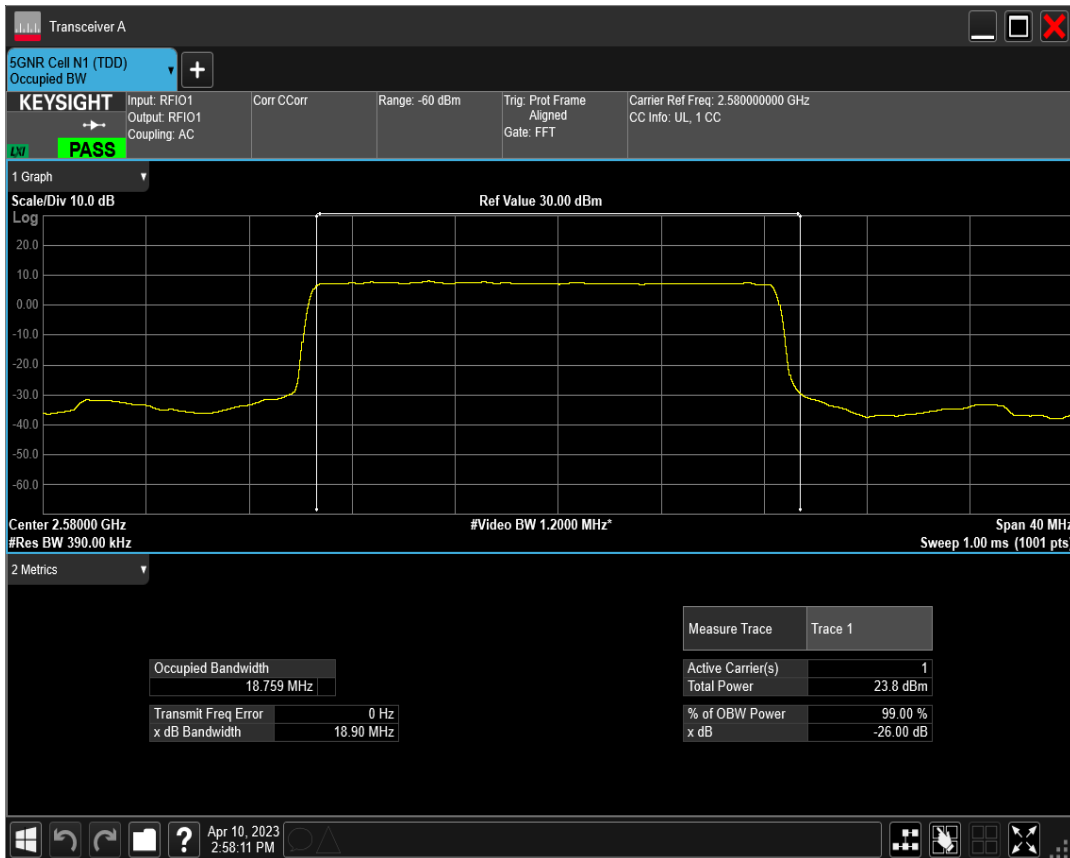 Transceiver A
5GNR Cell N1 (TDD)
Occupied BW
KEYSIGHT
LXI
PASS
Input: RFIO1
Output: RFIO1
Coupling: AC
Corr CCorr
Range: -60 dBm
Trig: Prot Frame
Aligned
Gate: FFT
Carrier Ref Freq: 2.580000000 GHz
CC Info: UL, 1 CC
1 Graph
Scale/Div 10.0 dB
Ref Value 30.00 dBm
Log
20.0
10.0
0.00
-10.0
-20.0
-30.0
-40.0
-50.0
-60.0
Center 2.58000 GHz
#Video BW 1.2000 MHz*
Span 40 MHz
#Res BW 390.00 kHz
Sweep 1.00 ms (1001 pts)
2 Metrics
Measure Trace Trace 1
Occupied Bandwidth
18.759 MHz
Active Carrier(s) 1
Total Power 23.8 dBm
Transmit Freq Error 0 Hz
x dB Bandwidth 18.90 MHz
% of OBW Power 99.00 %
x dB -26.00 dB
?
Apr 10, 2023
2:58:11 PM